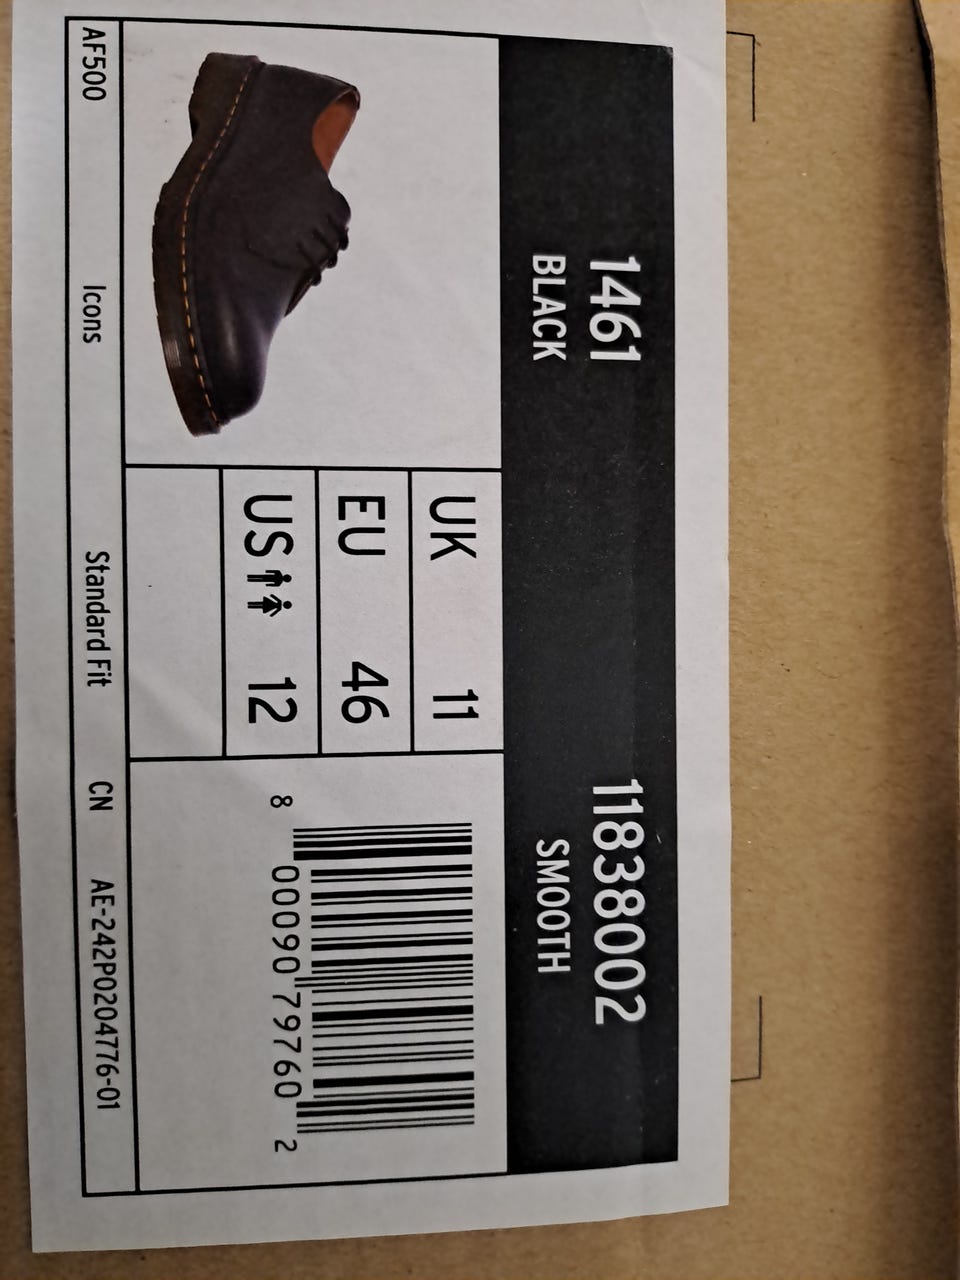 1461 11838002
BLACK SMOOTH
UK 11
EU 46
US 12
8 00090 79760 2
AF500 Icons Standard Fit CN AE-242P0204776-01